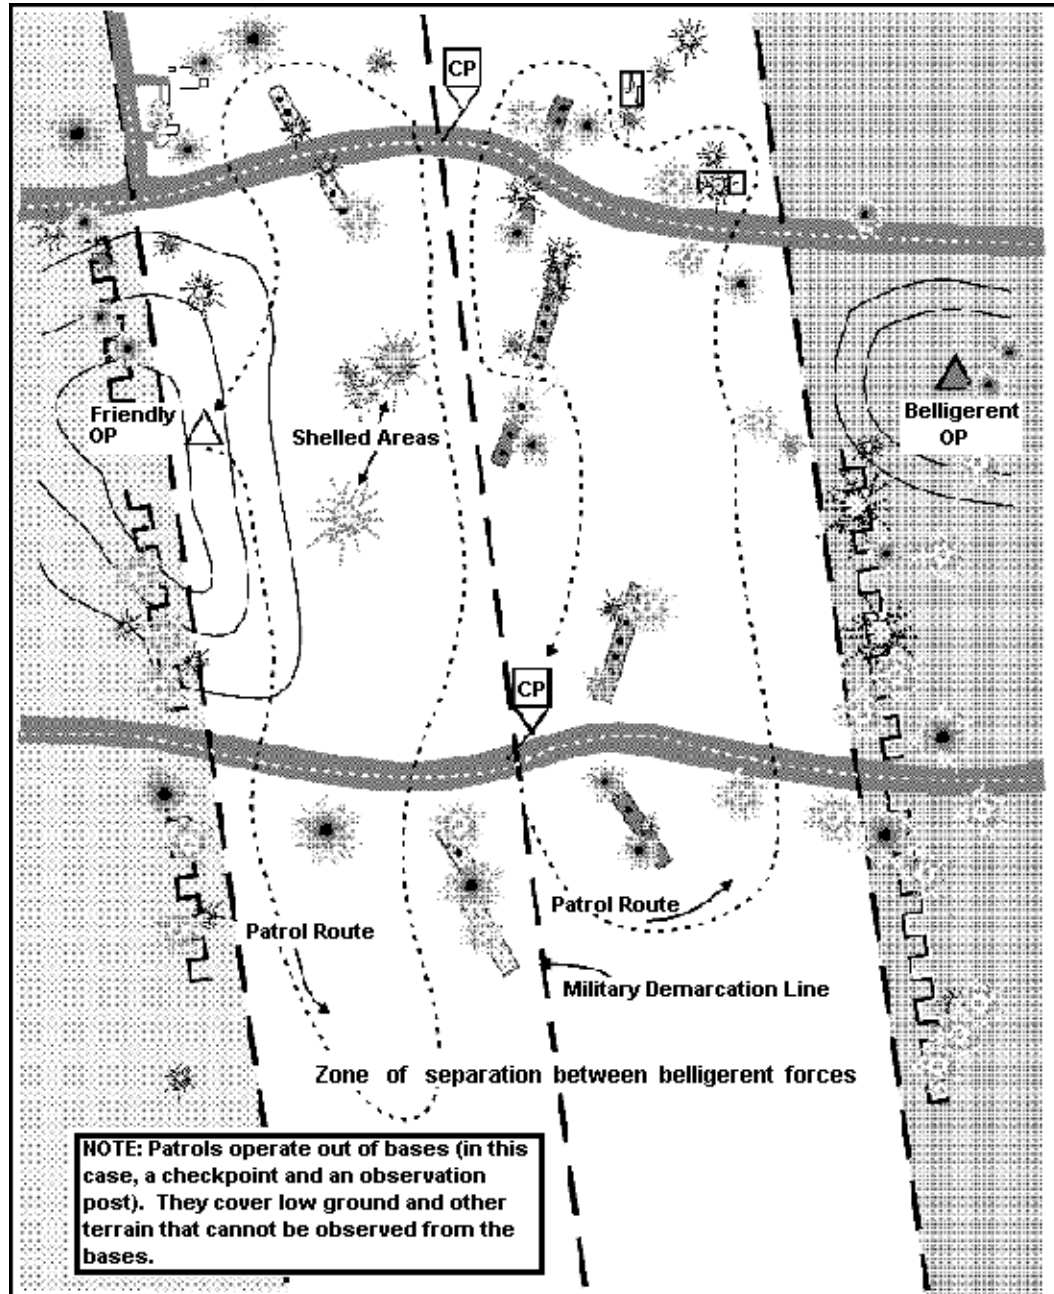 CP
Friendly
OP
Shelled Areas
Belligerent
OP
CP
Patrol Route
Patrol Route
Military Demarcation Line
Zone of separation between belligerent forces
NOTE: Patrols operate out of bases (in this
case, a checkpoint and an observation
post). They cover low ground and other
terrain that cannot be observed from the
bases.